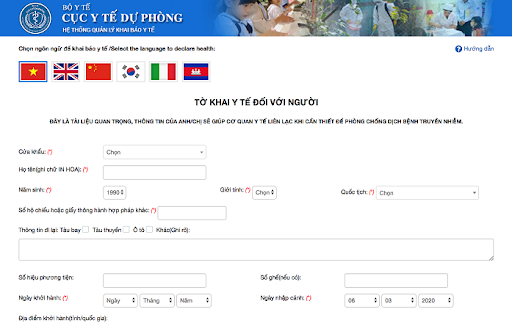 BỘ Y TẾ
CỤC Y TẾ DỰ PHÒNG
HỆ THỐNG QUẢN LÝ KHAI BÁO Y TẾ
Chọn ngôn ngữ để khai báo y tế /Select the language to declare health:
Hướng dẫn
TỜ KHAI Y TẾ ĐỐI VỚI NGƯỜI
ĐÂY LÀ TÀI LIỆU QUAN TRỌNG, THÔNG TIN CỦA ANH/CHỊ SẼ GIÚP CƠ QUAN Y TẾ LIÊN LẠC KHI CẦN THIẾT ĐỂ PHÒNG CHỐNG DỊCH BỆNH TRUYỀN NHIỄM.
Cửa khẩu: (*) Chọn
Họ tên(ghi chữ IN HOA): (*)
Năm sinh: (*) 1990 Giới tính: (*) Chọn Quốc tịch: (*) Chọn
Số hộ chiếu hoặc giấy thông hành hợp pháp khác: (*)
Thông tin đi lại: Tàu bay Tàu thuyền Ô tô Khác(Ghi rõ):
Số hiệu phương tiện: Số ghế(nếu có):
Ngày khởi hành: (*) Ngày Tháng Năm Ngày nhập cảnh: (*) 06 03 2020
Địa điểm khởi hành(tỉnh/quốc gia):